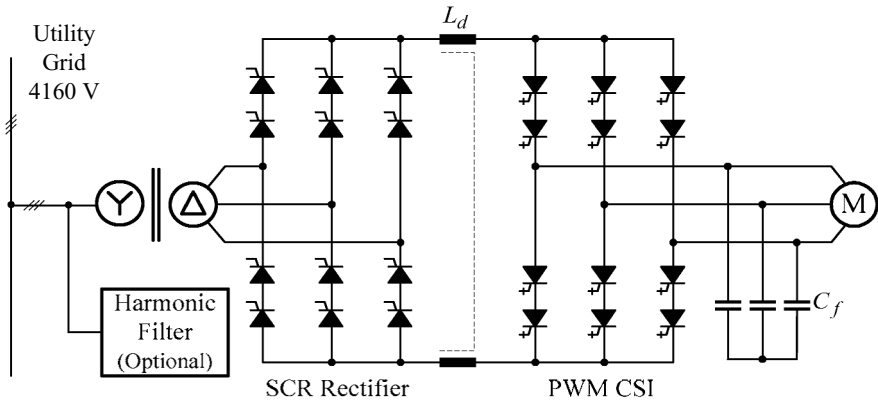 Utility
Grid
4160 V
L_d
Y
Δ
M
C_f
Harmonic
Filter
(Optional)
SCR Rectifier
PWM CSI